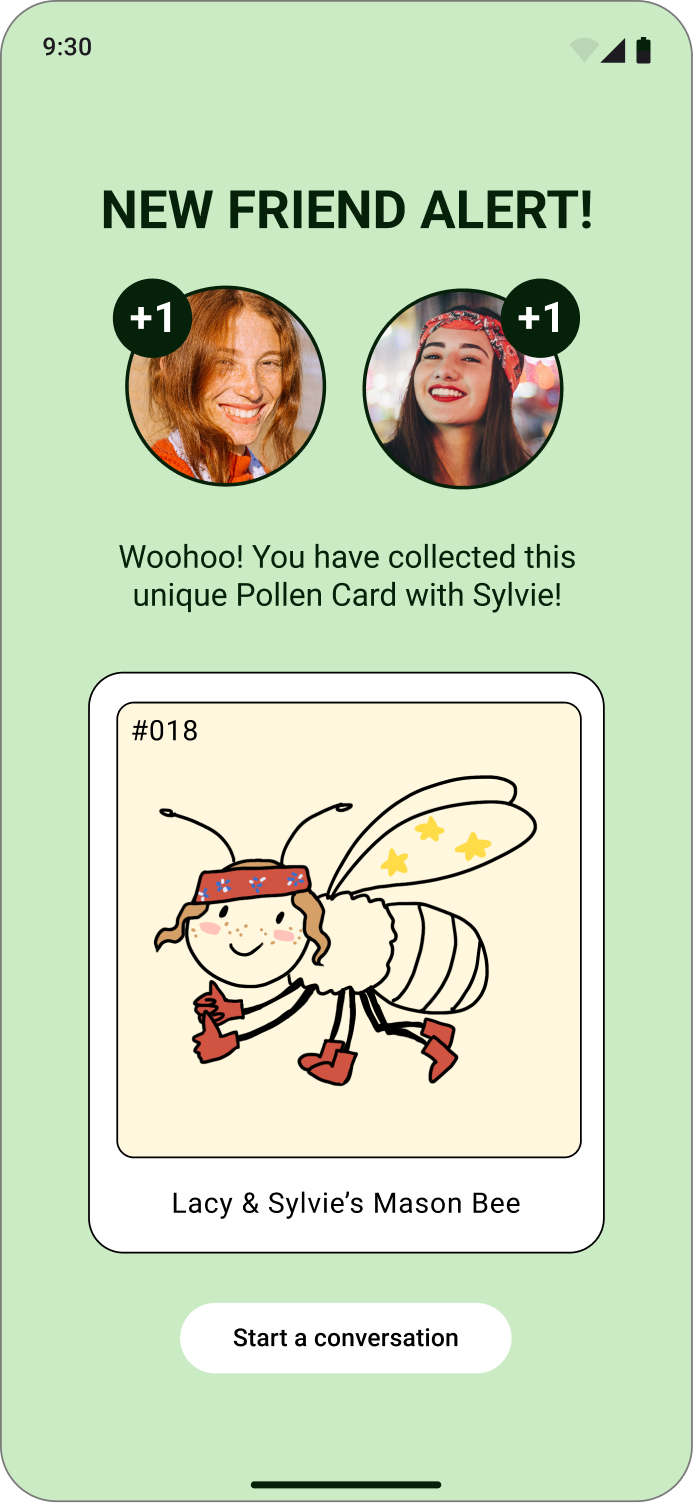 9:30
NEW FRIEND ALERT!
+1
+1
Woohoo! You have collected this
unique Pollen Card with Sylvie!
#018
Lacy & Sylvie’s Mason Bee
Start a conversation